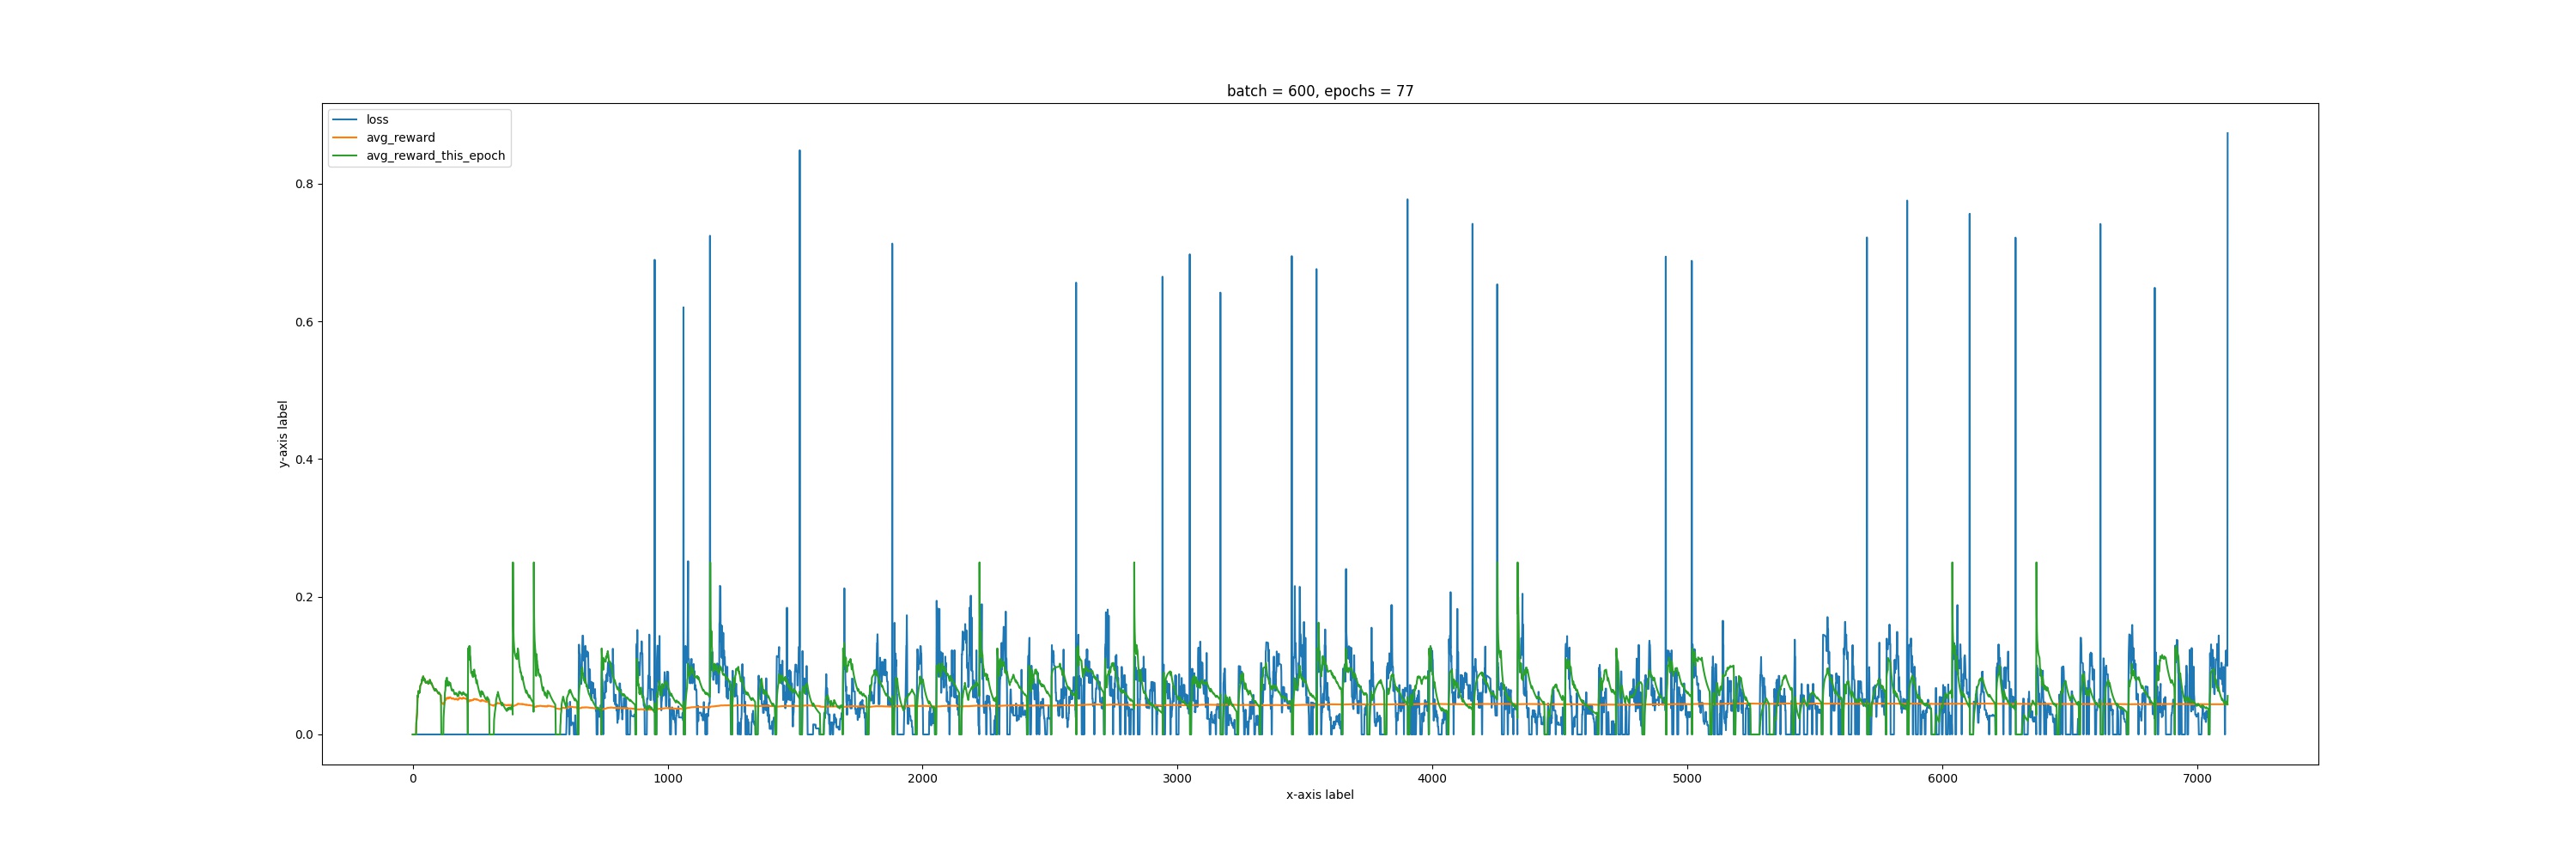 batch = 600, epochs = 77
loss
avg_reward
avg_reward_this_epoch
y-axis label
0.8
0.6
0.4
0.2
0.0
0 1000 2000 3000 4000 5000 6000 7000
x-axis label